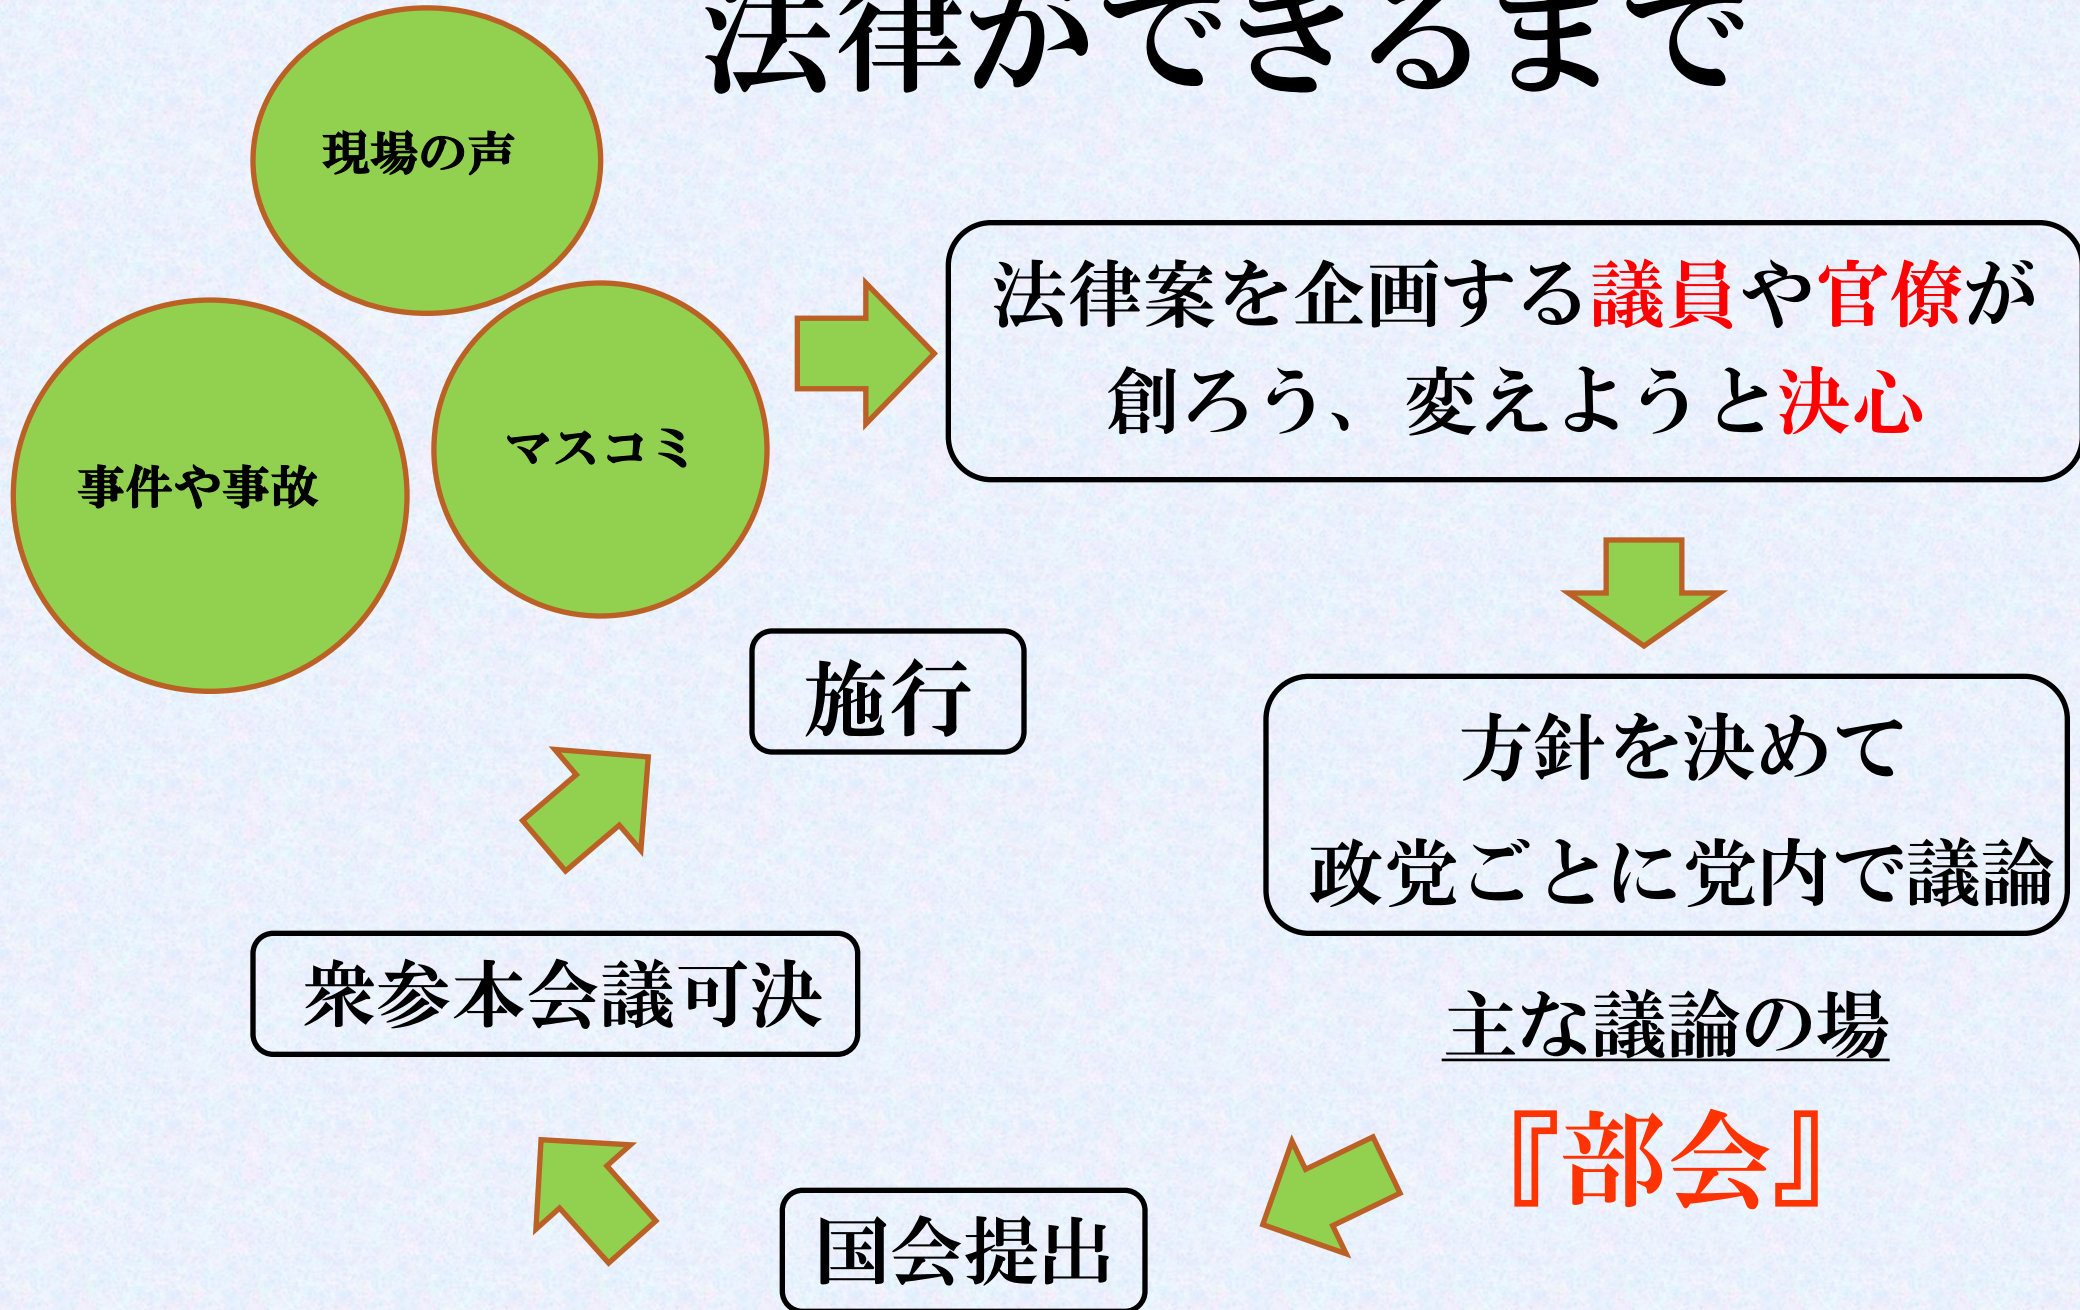 法律ができるまで
現場の声
事件や事故
マスコミ
法律案を企画する議員や官僚が
創ろう、変えようと決心
方針を決めて
政党ごとに党内で議論
主な議論の場
『部会』
国会提出
衆参本会議可決
施行